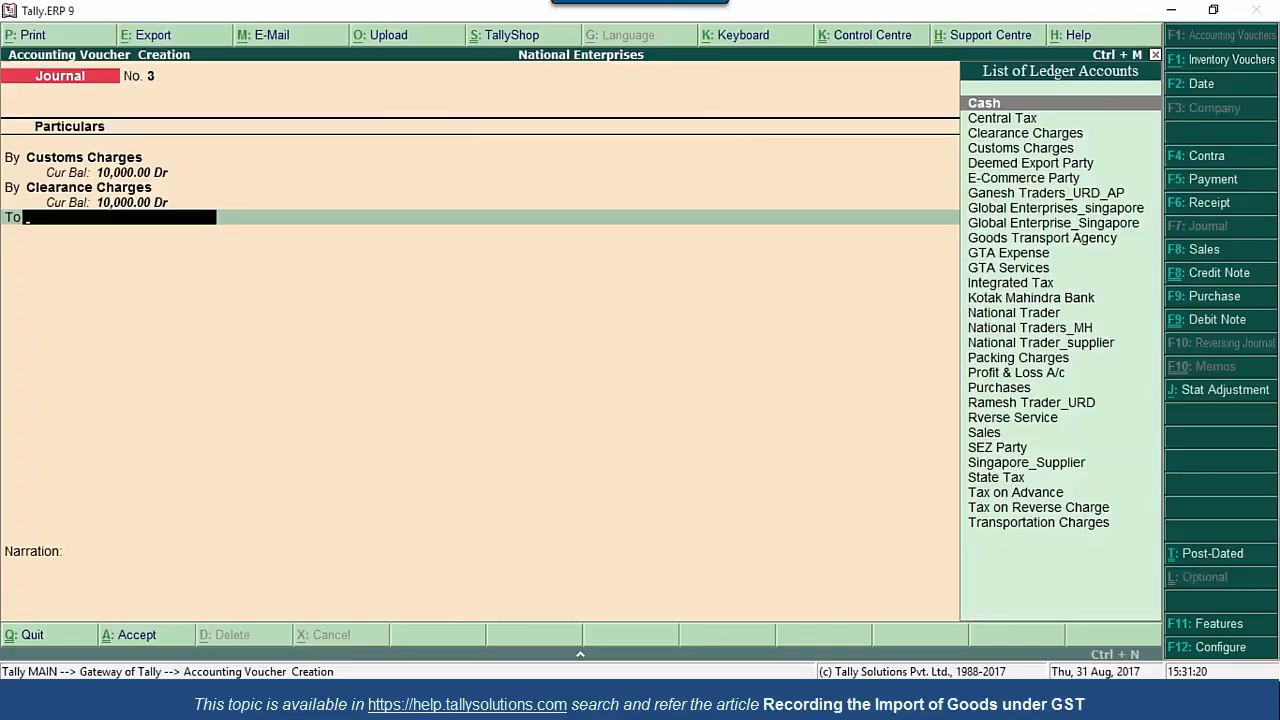 Tally.ERP 9
P: Print E: Export M: E-Mail O: Upload S: TallyShop G: Language K: Keyboard K: Control Centre H: Support Centre H: Help
F1: Accounting Vouchers
Accounting Voucher Creation National Enterprises Ctrl + M
F1: Inventory Vouchers
Journal No. 3
List of Ledger Accounts
F2: Date
Cash
F3: Company
Central Tax
Particulars
Clearance Charges
Customs Charges
By Customs Charges
F4: Contra
Deemed Export Party
Cur Bal: 10,000.00 Dr
E-Commerce Party
F5: Payment
By Clearance Charges
Ganesh Traders_URD_AP
Cur Bal: 10,000.00 Dr
F6: Receipt
Global Enterprises_singapore
To
Global Enterprise_Singapore
F7: Journal
Goods Transport Agency
F8: Sales
GTA Expense
GTA Services
F8: Credit Note
Integrated Tax
Kotak Mahindra Bank
F9: Purchase
National Trader
F9: Debit Note
National Traders_MH
National Trader_supplier
F10: Reversing Journal
Packing Charges
F10: Memos
Profit & Loss A/c
Purchases
J: Stat Adjustment
Ramesh Trader_URD
Rverse Service
Sales
SEZ Party
Singapore_Supplier
State Tax
Tax on Advance
Tax on Reverse Charge
Transportation Charges
Narration:
T: Post-Dated
L: Optional
F11: Features
Q: Quit A: Accept D: Delete X: Cancel
F12: Configure
Ctrl + N
Tally MAIN --> Gateway of Tally --> Accounting Voucher Creation (c) Tally Solutions Pvt. Ltd., 1988-2017 Thu, 31 Aug, 2017 15:31:20
This topic is available in https://help.tallysolutions.com search and refer the article Recording the Import of Goods under GST